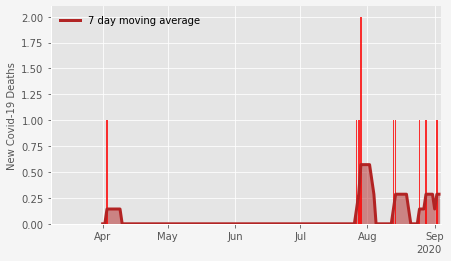 7 day moving average
New Covid-19 Deaths
2.00
1.75
1.50
1.25
1.00
0.75
0.50
0.25
0.00
Apr
May
Jun
Jul
Aug
Sep
2020